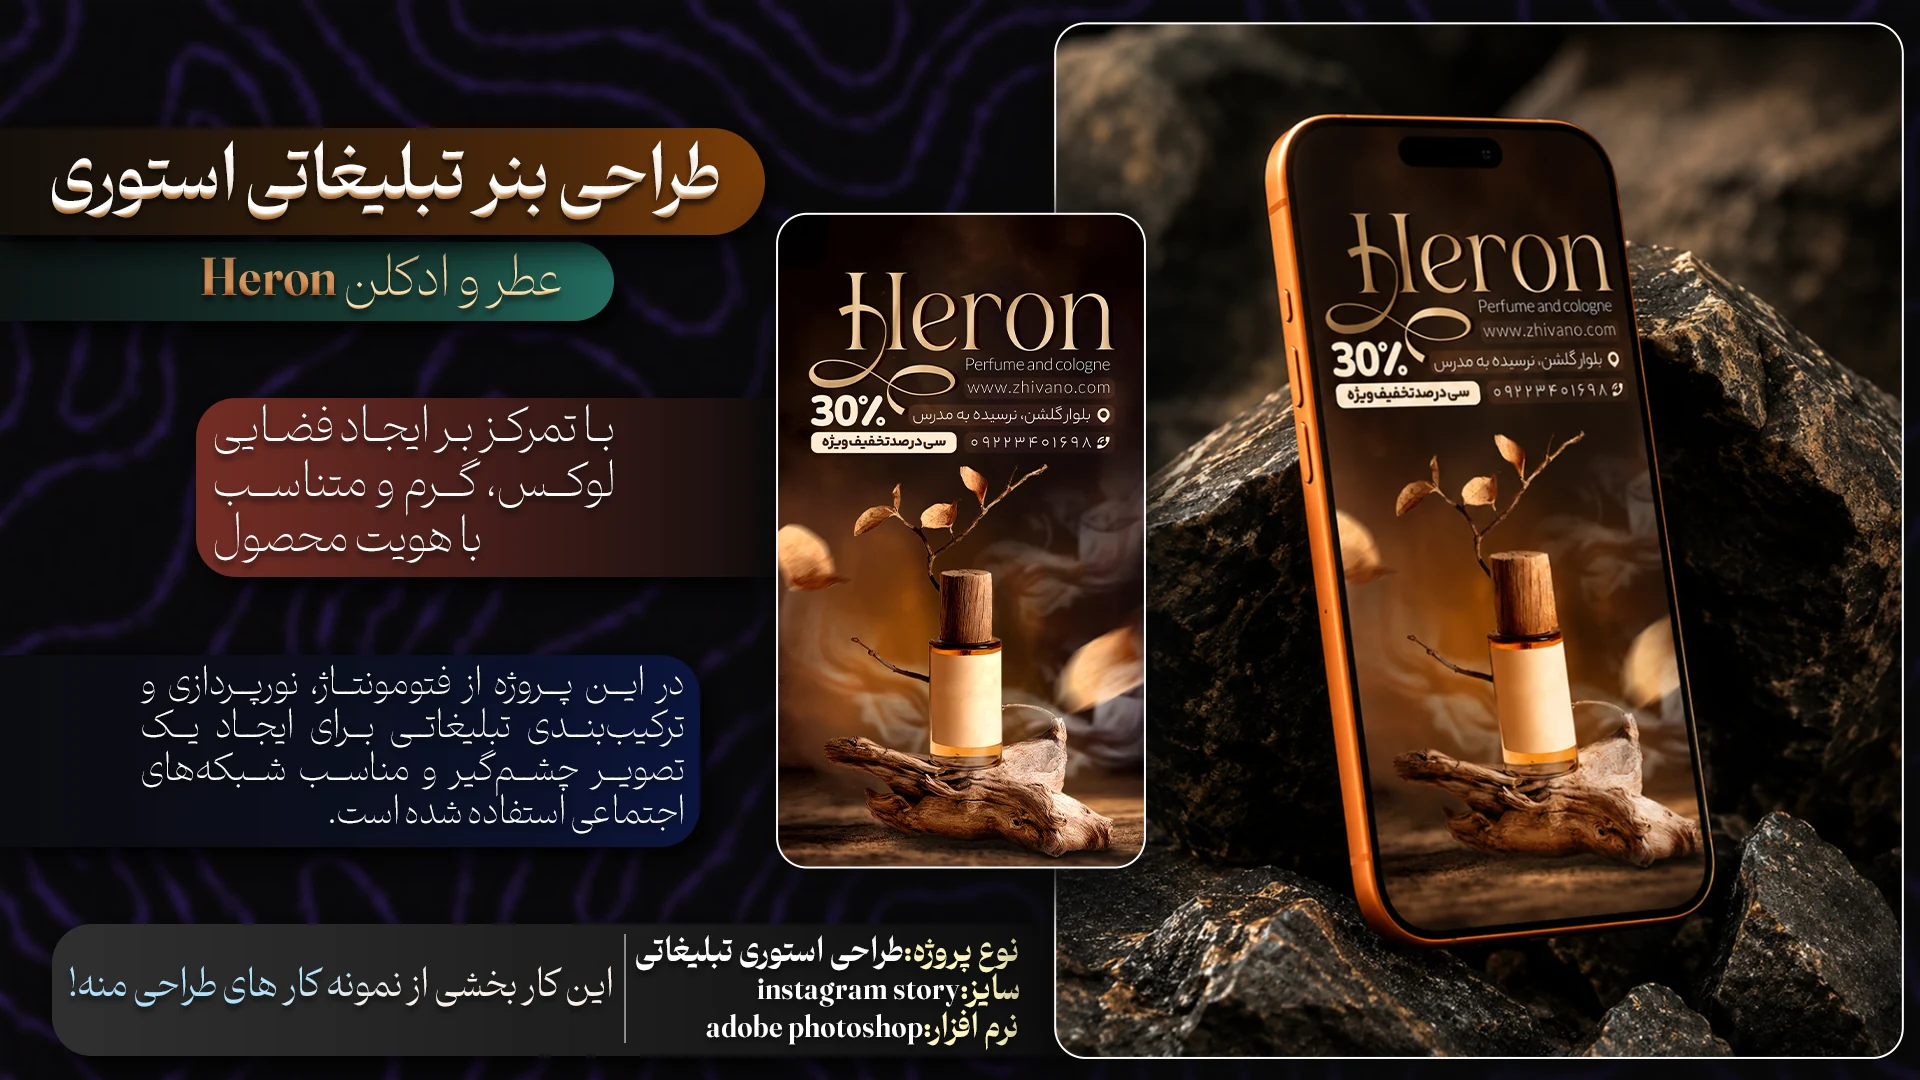 طراحی بنر تبلیغاتی استوری
عطر و ادکلن Heron
با تمرکز بر ایجاد فضایی
لوکس، گرم و متناسب
با هویت محصول
در این پروژه از فتومونتاژ، نورپردازی و
ترکیب‌بندی تبلیغاتی برای ایجاد یک
تصویر چشم‌گیر و مناسب شبکه‌های
اجتماعی استفاده شده است.
نوع پروژه:طراحی استوری تبلیغاتی
سایز:instagram story
نرم افزار:adobe photoshop
این کار بخشی از نمونه کار های طراحی منه!
Heron
Perfume and cologne
www.zhivano.com
30%
بلوار گلشن، نرسیده به مدرس
سی درصد تخفیف ویژه
۰۹۲۲۳۴۰۱۶۹۸
Heron
Perfume and cologne
www.zhivano.com
30%
بلوار گلشن، نرسیده به مدرس
سی درصد تخفیف ویژه
۰۹۲۲۳۴۰۱۶۹۸